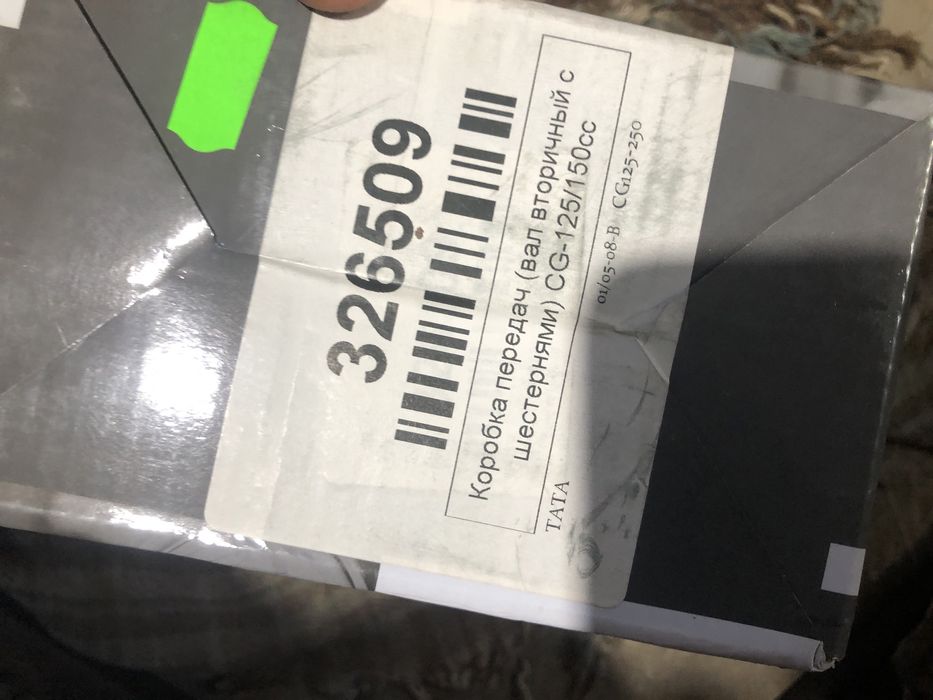 326509
Коробка передач (вал вторичный с
шестернями) CG-125/150cc
01/05-08-B CG125-250
TATA